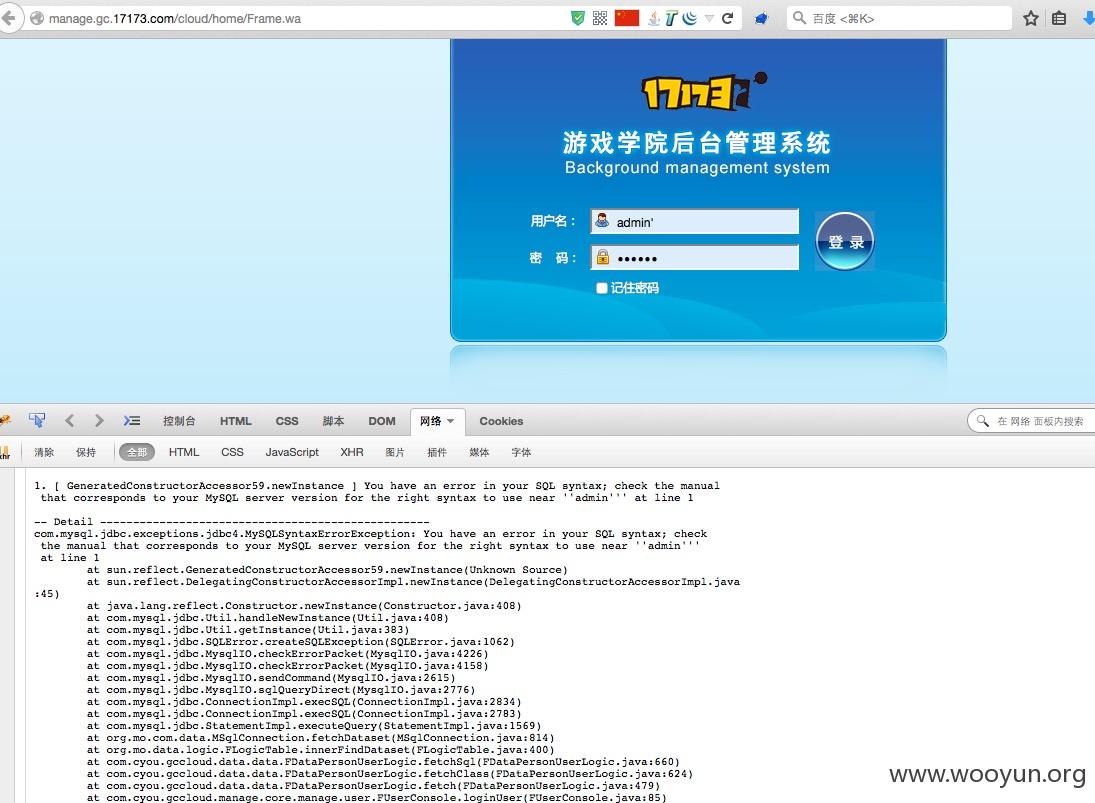 manage.gc.17173.com/cloud/home/Frame.wa
百度 <⌘K>
17173
游戏学院后台管理系统
Background management system
用户名：
admin'
密 码：
••••••
登 录
记住密码
控制台 HTML CSS 脚本 DOM 网络 Cookies
在 网络 面板内搜索
清除 保持 全部 HTML CSS JavaScript XHR 图片 插件 媒体 字体
1. [ GeneratedConstructorAccessor59.newInstance ] You have an error in your SQL syntax; check the manual
that corresponds to your MySQL server version for the right syntax to use near ''admin''' at line 1
-- Detail --------------------------------------------------
com.mysql.jdbc.exceptions.jdbc4.MySQLSyntaxErrorException: You have an error in your SQL syntax; check
the manual that corresponds to your MySQL server version for the right syntax to use near ''admin'''
at line 1
at sun.reflect.GeneratedConstructorAccessor59.newInstance(Unknown Source)
at sun.reflect.DelegatingConstructorAccessorImpl.newInstance(DelegatingConstructorAccessorImpl.java
:45)
at java.lang.reflect.Constructor.newInstance(Constructor.java:408)
at com.mysql.jdbc.Util.handleNewInstance(Util.java:408)
at com.mysql.jdbc.Util.getInstance(Util.java:383)
at com.mysql.jdbc.SQLError.createSQLException(SQLError.java:1062)
at com.mysql.jdbc.MysqlIO.checkErrorPacket(MysqlIO.java:4226)
at com.mysql.jdbc.MysqlIO.checkErrorPacket(MysqlIO.java:4158)
at com.mysql.jdbc.MysqlIO.sendCommand(MysqlIO.java:2615)
at com.mysql.jdbc.MysqlIO.sqlQueryDirect(MysqlIO.java:2776)
at com.mysql.jdbc.ConnectionImpl.execSQL(ConnectionImpl.java:2834)
at com.mysql.jdbc.ConnectionImpl.execSQL(ConnectionImpl.java:2783)
at com.mysql.jdbc.StatementImpl.executeQuery(StatementImpl.java:1569)
at org.mo.com.data.MSqlConnection.fetchDataset(MSqlConnection.java:814)
at org.mo.data.logic.FLogicTable.innerFindDataset(FLogicTable.java:400)
at com.cyou.gccloud.data.data.FDataPersonUserLogic.fetchSql(FDataPersonUserLogic.java:660)
at com.cyou.gccloud.data.data.FDataPersonUserLogic.fetchClass(FDataPersonUserLogic.java:624)
at com.cyou.gccloud.data.data.FDataPersonUserLogic.fetch(FDataPersonUserLogic.java:479)
at com.cyou.gccloud.manage.core.manage.user.FUserConsole.loginUser(FUserConsole.java:85)
www.wooyun.org